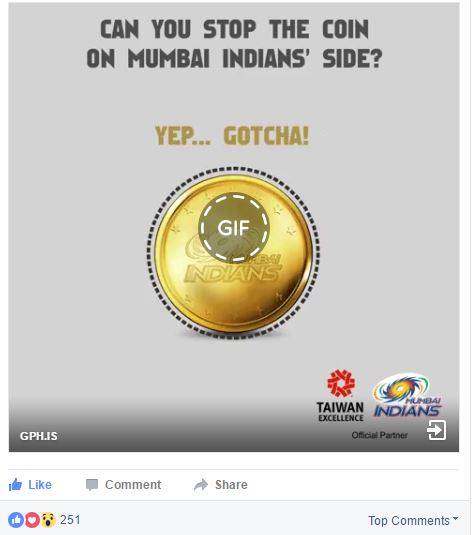 CAN YOU STOP THE COIN
ON MUMBAI INDIANS' SIDE?
YEP... GOTCHA!
GIF
MUMBAI
INDIANS
TAIWAN
EXCELLENCE
MUMBAI
INDIANS
Official Partner
GPH.IS
Like Comment Share
251 Top Comments